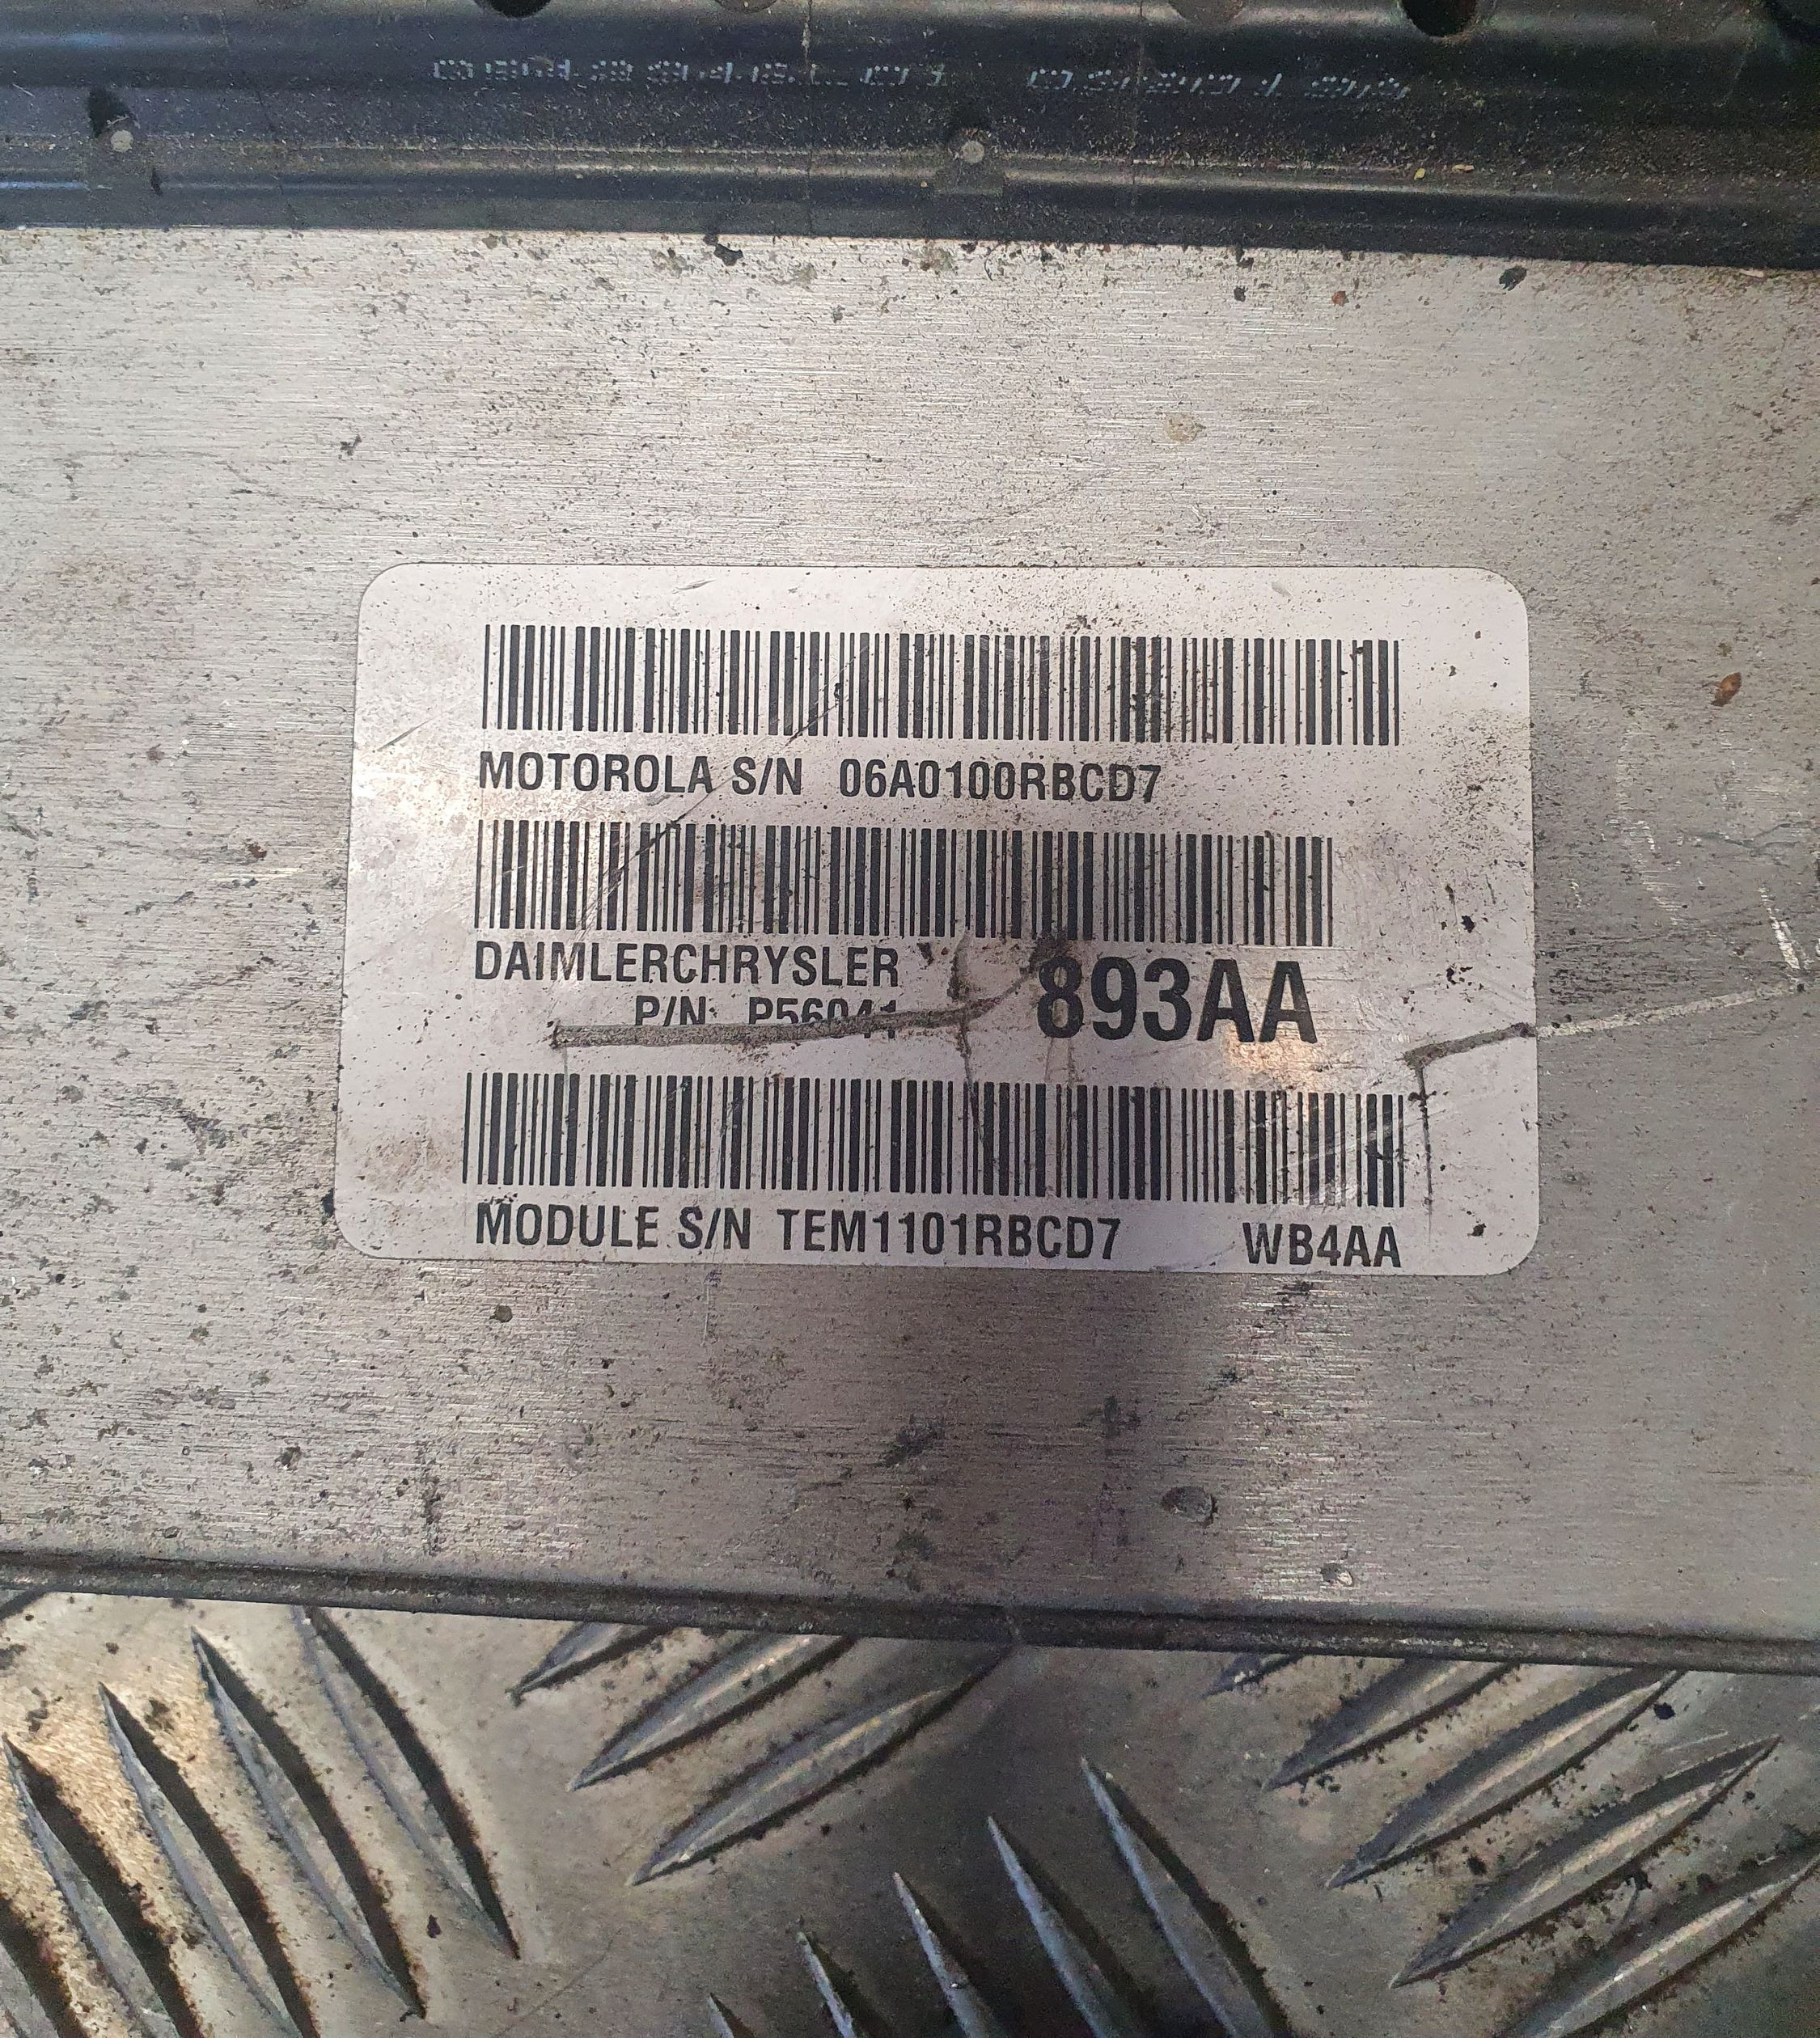 MOTOROLA S/N 06A0100RBCD7
DAIMLERCHRYSLER
P/N: P56041 893AA
MODULE S/N TEM1101RBCD7 WB4AA